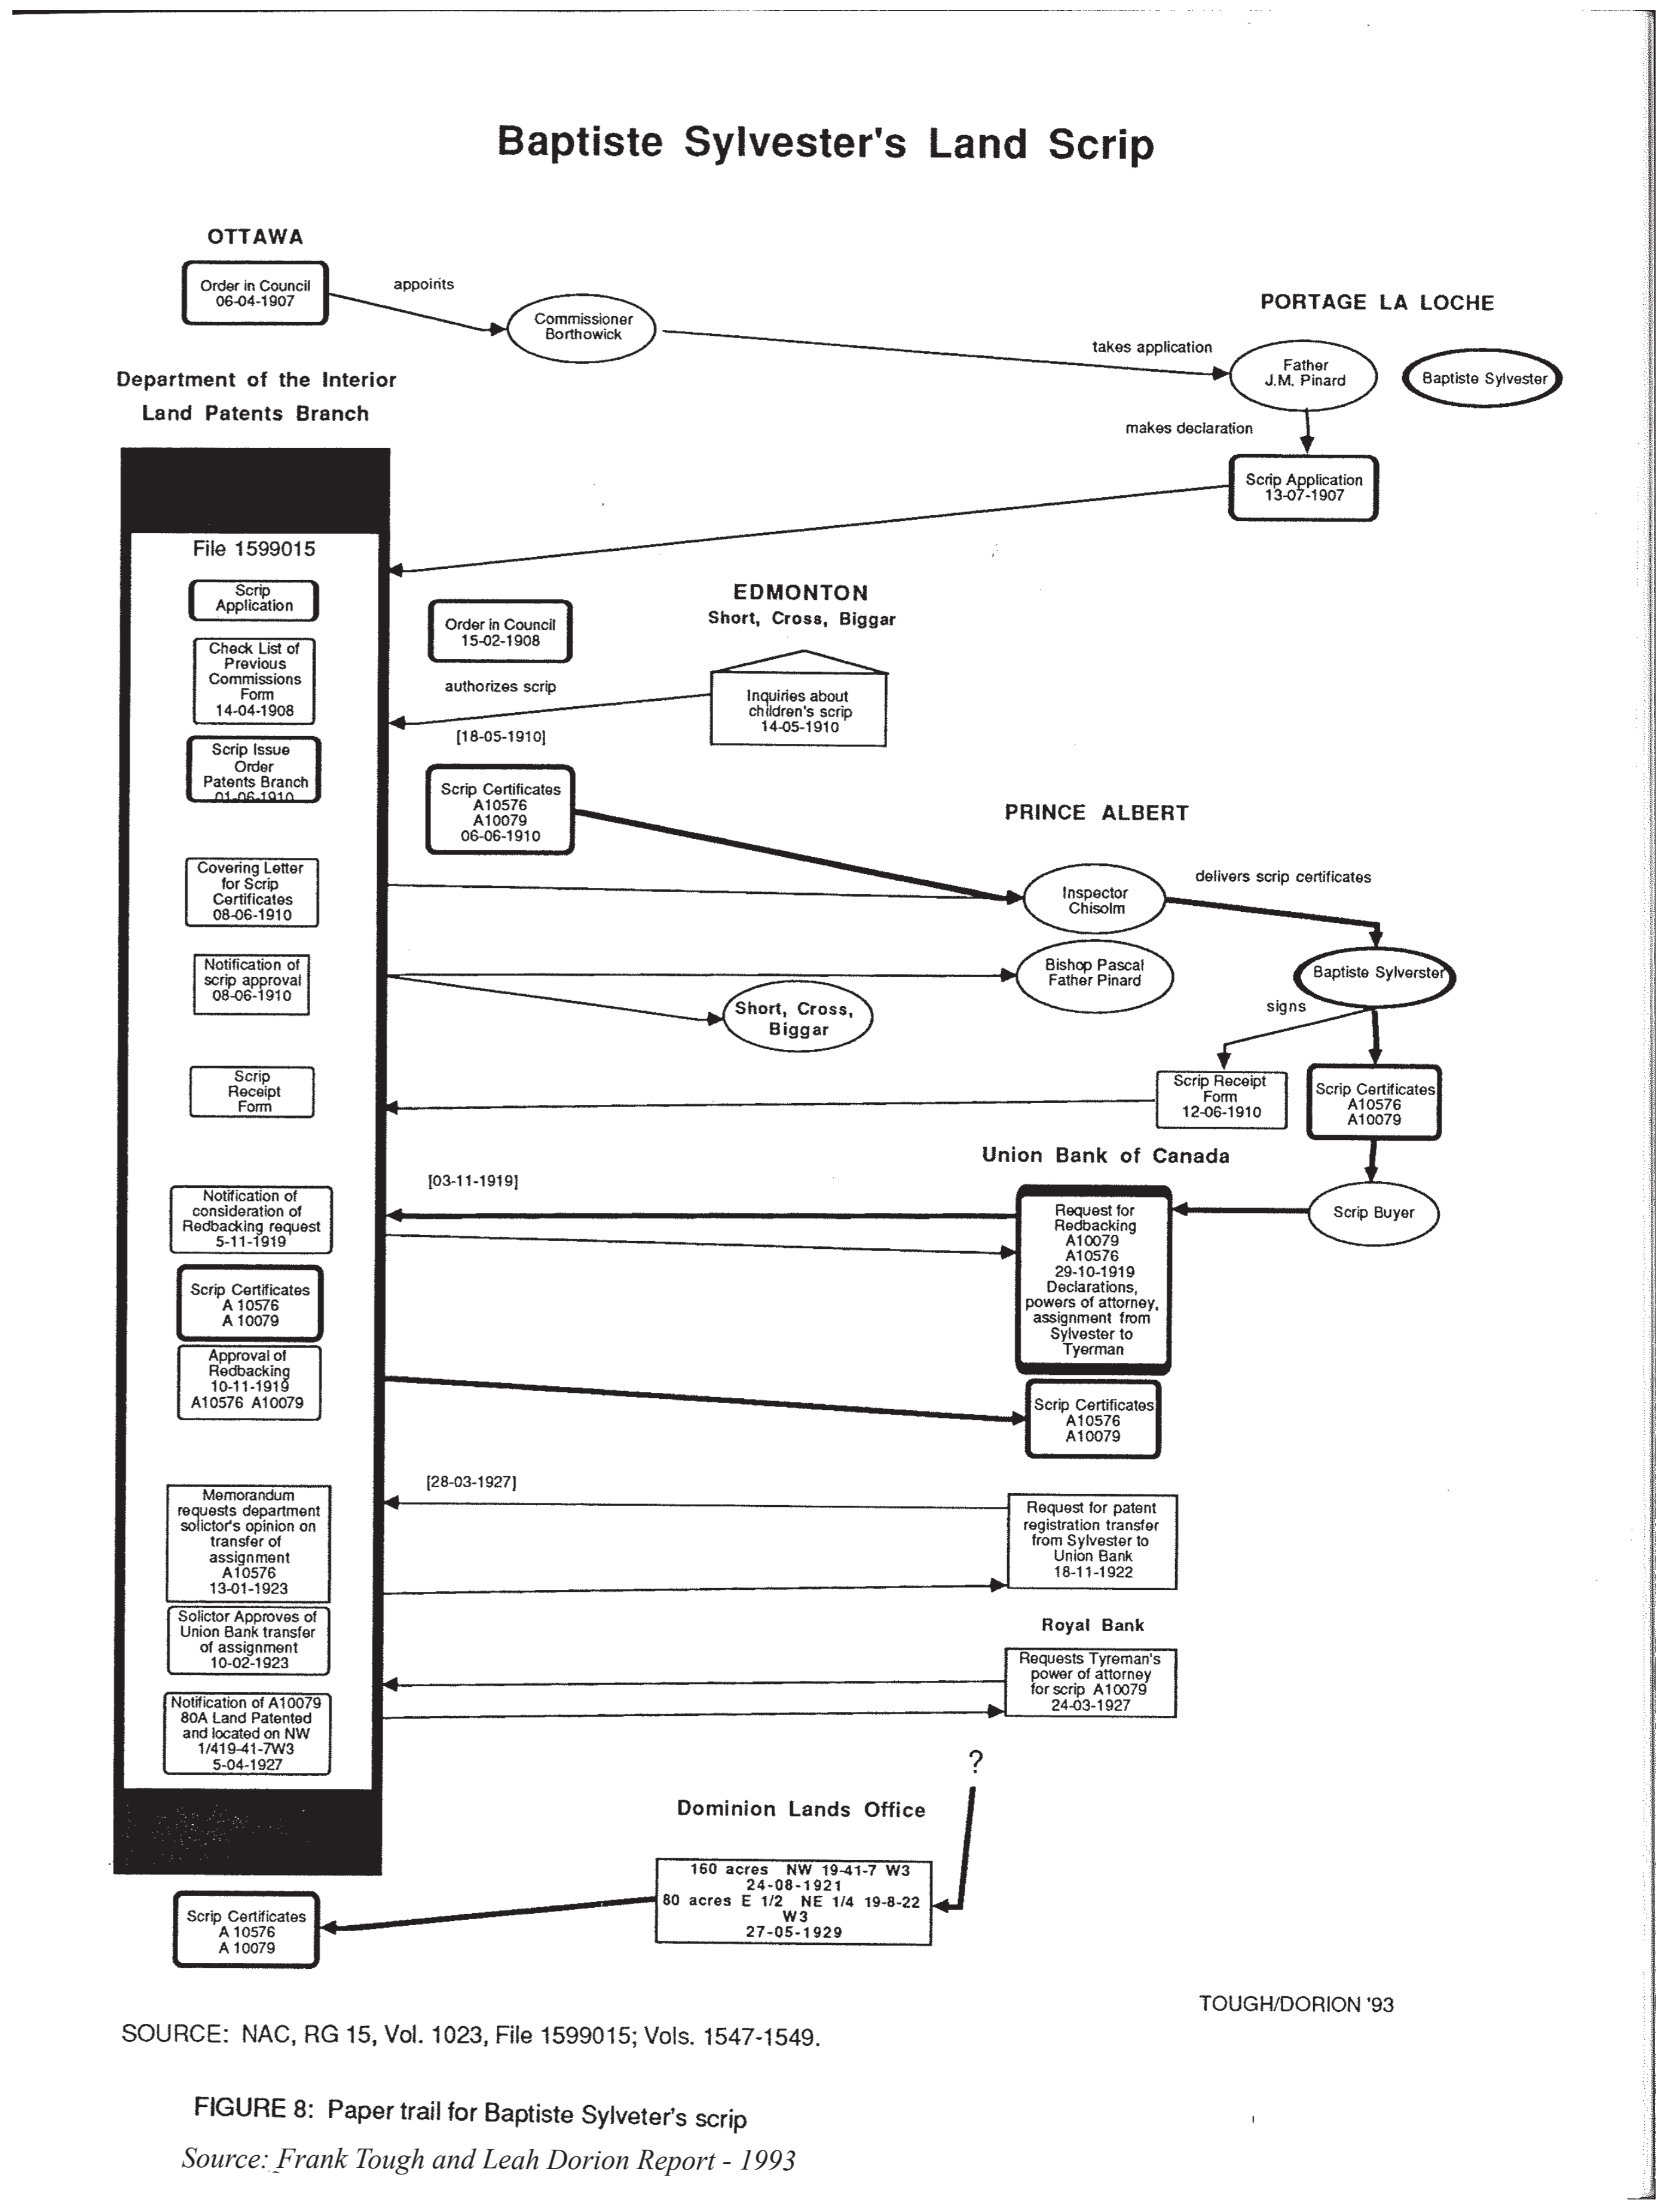 Baptiste Sylvester's Land Scrip
OTTAWA
Order in Council
06-04-1907
appoints
Commissioner
Borthowick
PORTAGE LA LOCHE
takes application
Father
J.M. Pinard
Baptiste Sylvester
makes declaration
Scrip Application
13-07-1907
Department of the Interior
Land Patents Branch
File 1599015
Scrip
Application
Check List of
Previous
Commissions
Form
14-04-1908
Scrip Issue
Order
Patents Branch
01-06-1910
Order in Council
15-02-1908
authorizes scrip
[18-05-1910]
EDMONTON
Short, Cross, Biggar
Inquiries about
children's scrip
14-05-1910
Scrip Certificates
A10576
A10079
06-06-1910
PRINCE ALBERT
Covering Letter
for Scrip
Certificates
08-06-1910
Inspector
Chisolm
delivers scrip certificates
Notification of
scrip approval
08-06-1910
Bishop Pascal
Father Pinard
Short, Cross,
Biggar
Baptiste Sylverster
signs
Scrip
Receipt
Form
Scrip Receipt
Form
12-06-1910
Scrip Certificates
A10576
A10079
Union Bank of Canada
[03-11-1919]
Notification of
consideration of
Redbacking request
5-11-1919
Request for
Redbacking
A10079
A10576
29-10-1919
Declarations,
powers of attorney,
assignment from
Sylvester to
Tyerman
Scrip Buyer
Scrip Certificates
A 10576
A 10079
Approval of
Redbacking
10-11-1919
A10576 A10079
Scrip Certificates
A10576
A10079
[28-03-1927]
Memorandum
requests department
solictor's opinion on
transfer of
assignment
A10576
13-01-1923
Request for patent
registration transfer
from Sylvester to
Union Bank
18-11-1922
Solictor Approves of
Union Bank transfer
of assignment
10-02-1923
Royal Bank
Requests Tyreman's
power of attorney
for scrip A10079
24-03-1927
Notification of A10079
80A Land Patented
and located on NW
1/419-41-7W3
5-04-1927
?
Dominion Lands Office
160 acres NW 19-41-7 W3
24-08-1921
80 acres E 1/2 NE 1/4 19-8-22
W3
27-05-1929
Scrip Certificates
A 10576
A 10079
TOUGH/DORION '93
SOURCE: NAC, RG 15, Vol. 1023, File 1599015; Vols. 1547-1549.
FIGURE 8: Paper trail for Baptiste Sylveter's scrip
Source: Frank Tough and Leah Dorion Report - 1993